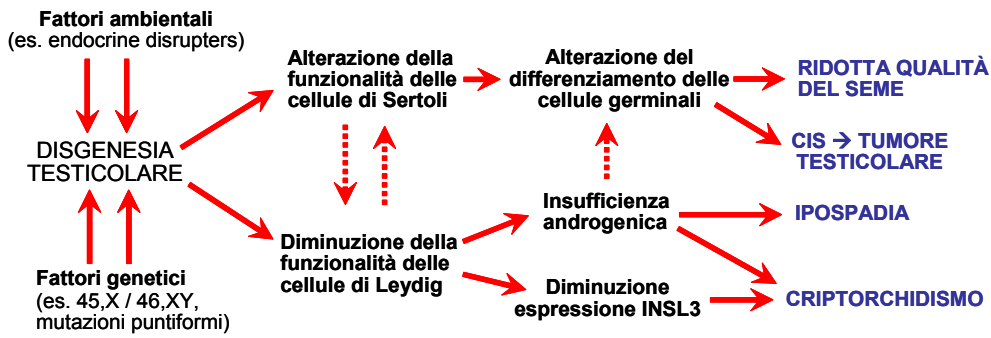 Fattori ambientali
(es. endocrine disrupters)
DISGENESIA
TESTICOLARE
Fattori genetici
(es. 45,X / 46,XY,
mutazioni puntiformi)
Alterazione della
funzionalità delle
cellule di Sertoli
Diminuzione della
funzionalità delle
cellule di Leydig
Alterazione del
differenziamento delle
cellule germinali
Insufficienza
androgenica
Diminuzione
espressione INSL3
RIDOTTA QUALITÀ
DEL SEME
CIS → TUMORE
TESTICOLARE
IPOSPADIA
CRIPTORCHIDISMO